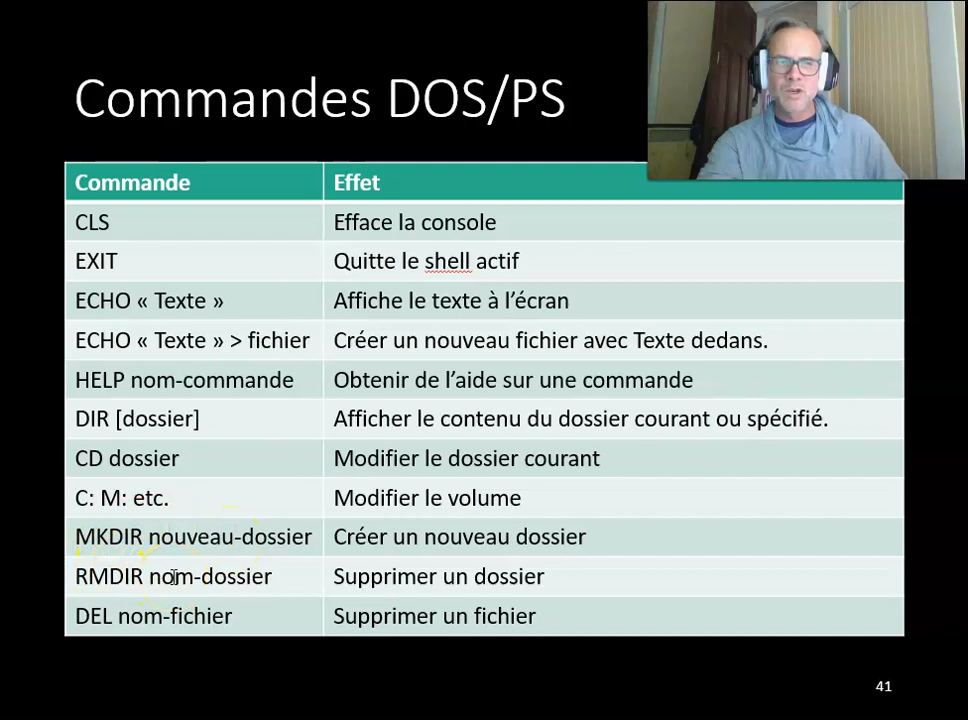 Commandes DOS/PS
Commande Effet
CLS Efface la console
EXIT Quitte le shell actif
ECHO « Texte » Affiche le texte à l'écran
ECHO « Texte » > fichier Créer un nouveau fichier avec Texte dedans.
HELP nom-commande Obtenir de l'aide sur une commande
DIR [dossier] Afficher le contenu du dossier courant ou spécifié.
CD dossier Modifier le dossier courant
C: M: etc. Modifier le volume
MKDIR nouveau-dossier Créer un nouveau dossier
RMDIR nom-dossier Supprimer un dossier
DEL nom-fichier Supprimer un fichier
41